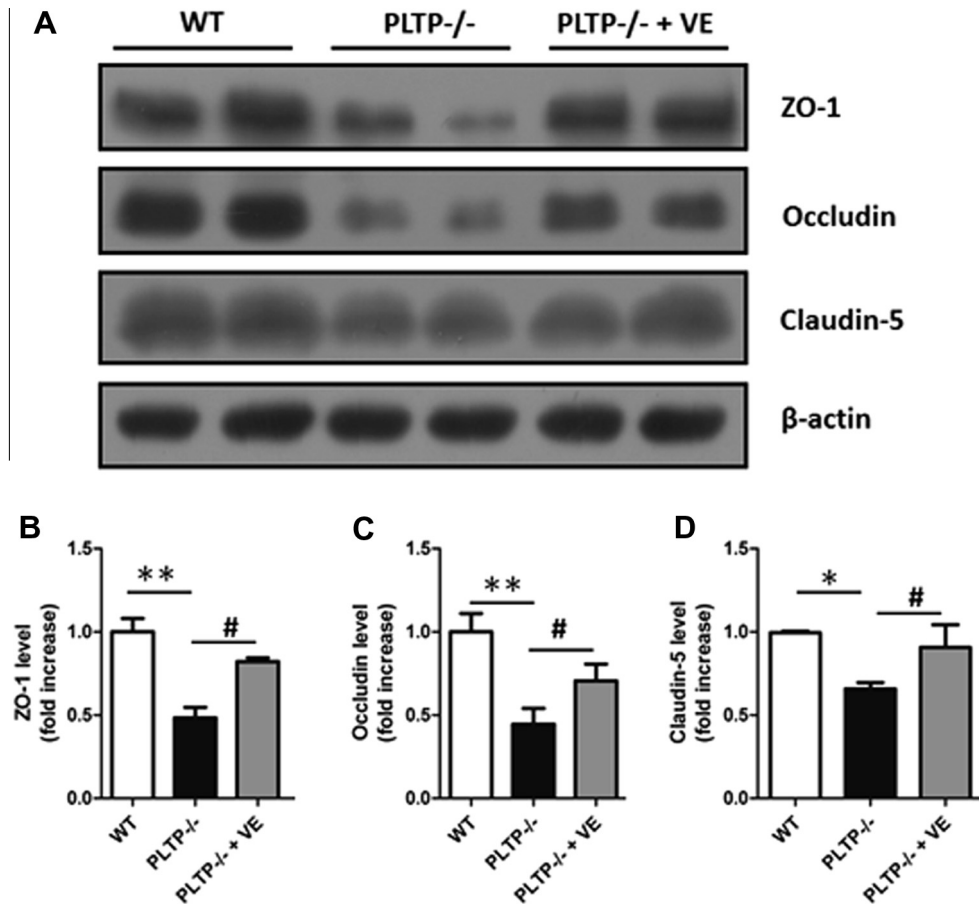 A
WT PLTP-/- PLTP-/- + VE
ZO-1
Occludin
Claudin-5
β-actin
B
1.5
1.0
0.5
0.0
ZO-1 level
(fold increase)
**
#
WT
PLTP-/-
PLTP-/- + VE
C
1.5
1.0
0.5
0.0
Occludin level
(fold increase)
**
#
WT
PLTP-/-
PLTP-/- + VE
D
1.5
1.0
0.5
0.0
Claudin-5 level
(fold increase)
*
#
WT
PLTP-/-
PLTP-/- + VE